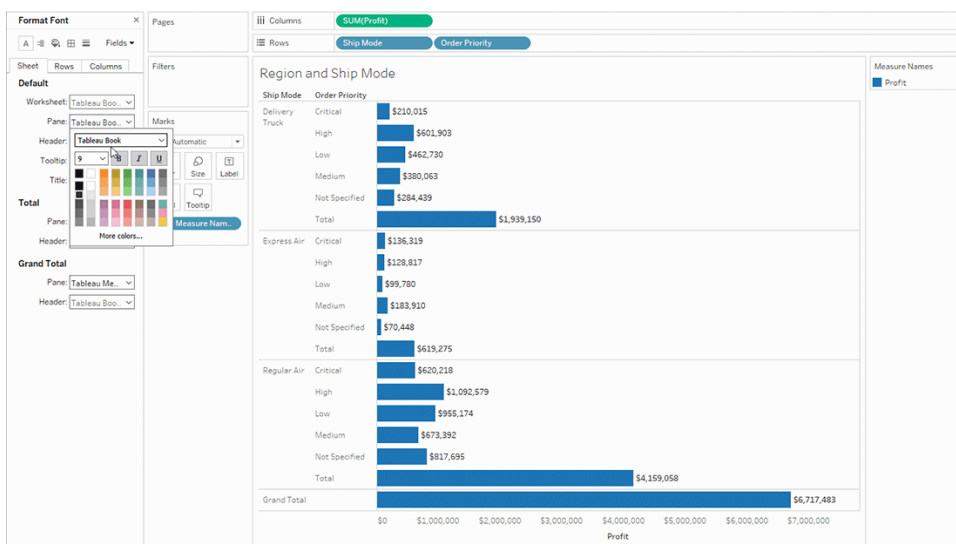 Format Font ×
A Fields
Sheet Rows Columns
Default
Worksheet: Tableau Boo..
Pane: Tableau Boo..
Header:
Tableau Book
Tooltip:
9 B I U
Title:
More colors...
Total
Pane:
Header:
Grand Total
Pane: Tableau Me..
Header: Tableau Boo..
Pages
Filters
Marks
Automatic
Size Label
Tooltip
Measure Nam..
Columns SUM(Profit)
Rows Ship Mode Order Priority
Region and Ship Mode
Ship Mode Order Priority
Delivery Truck Critical $210,015
High $601,903
Low $462,730
Medium $380,063
Not Specified $284,439
Total $1,939,150
Express Air Critical $136,319
High $128,817
Low $99,780
Medium $183,910
Not Specified $70,448
Total $619,275
Regular Air Critical $620,218
High $1,092,579
Low $955,174
Medium $673,392
Not Specified $817,695
Total $4,159,058
Grand Total $6,717,483
$0 $1,000,000 $2,000,000 $3,000,000 $4,000,000 $5,000,000 $6,000,000 $7,000,000
Profit
Measure Names
Profit